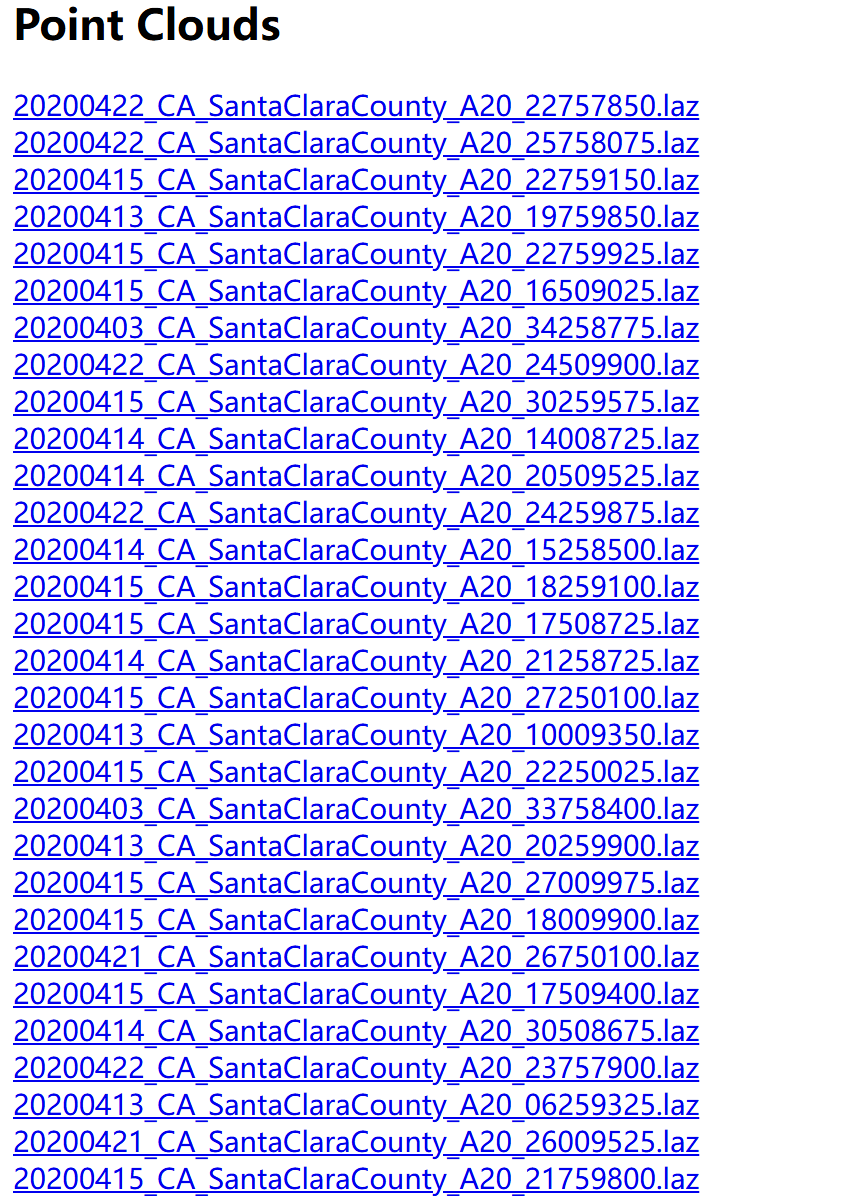 Point Clouds
20200422_CA_SantaClaraCounty_A20_22757850.laz
20200422_CA_SantaClaraCounty_A20_25758075.laz
20200415_CA_SantaClaraCounty_A20_22759150.laz
20200413_CA_SantaClaraCounty_A20_19759850.laz
20200415_CA_SantaClaraCounty_A20_22759925.laz
20200415_CA_SantaClaraCounty_A20_16509025.laz
20200403_CA_SantaClaraCounty_A20_34258775.laz
20200422_CA_SantaClaraCounty_A20_24509900.laz
20200415_CA_SantaClaraCounty_A20_30259575.laz
20200414_CA_SantaClaraCounty_A20_14008725.laz
20200414_CA_SantaClaraCounty_A20_20509525.laz
20200422_CA_SantaClaraCounty_A20_24259875.laz
20200414_CA_SantaClaraCounty_A20_15258500.laz
20200415_CA_SantaClaraCounty_A20_18259100.laz
20200415_CA_SantaClaraCounty_A20_17508725.laz
20200414_CA_SantaClaraCounty_A20_21258725.laz
20200415_CA_SantaClaraCounty_A20_27250100.laz
20200413_CA_SantaClaraCounty_A20_10009350.laz
20200415_CA_SantaClaraCounty_A20_22250025.laz
20200403_CA_SantaClaraCounty_A20_33758400.laz
20200413_CA_SantaClaraCounty_A20_20259900.laz
20200415_CA_SantaClaraCounty_A20_27009975.laz
20200415_CA_SantaClaraCounty_A20_18009900.laz
20200421_CA_SantaClaraCounty_A20_26750100.laz
20200415_CA_SantaClaraCounty_A20_17509400.laz
20200414_CA_SantaClaraCounty_A20_30508675.laz
20200422_CA_SantaClaraCounty_A20_23757900.laz
20200413_CA_SantaClaraCounty_A20_06259325.laz
20200421_CA_SantaClaraCounty_A20_26009525.laz
20200415_CA_SantaClaraCounty_A20_21759800.laz